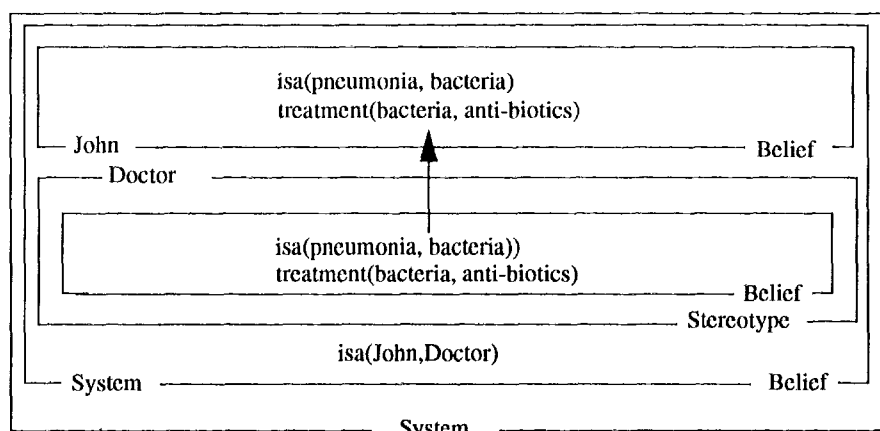 isa(pneumonia, bacteria)
treatment(bacteria, anti-biotics)
John Belief
Doctor
isa(pneumonia, bacteria))
treatment(bacteria, anti-biotics)
Belief
Stereotype
isa(John,Doctor)
System Belief
System